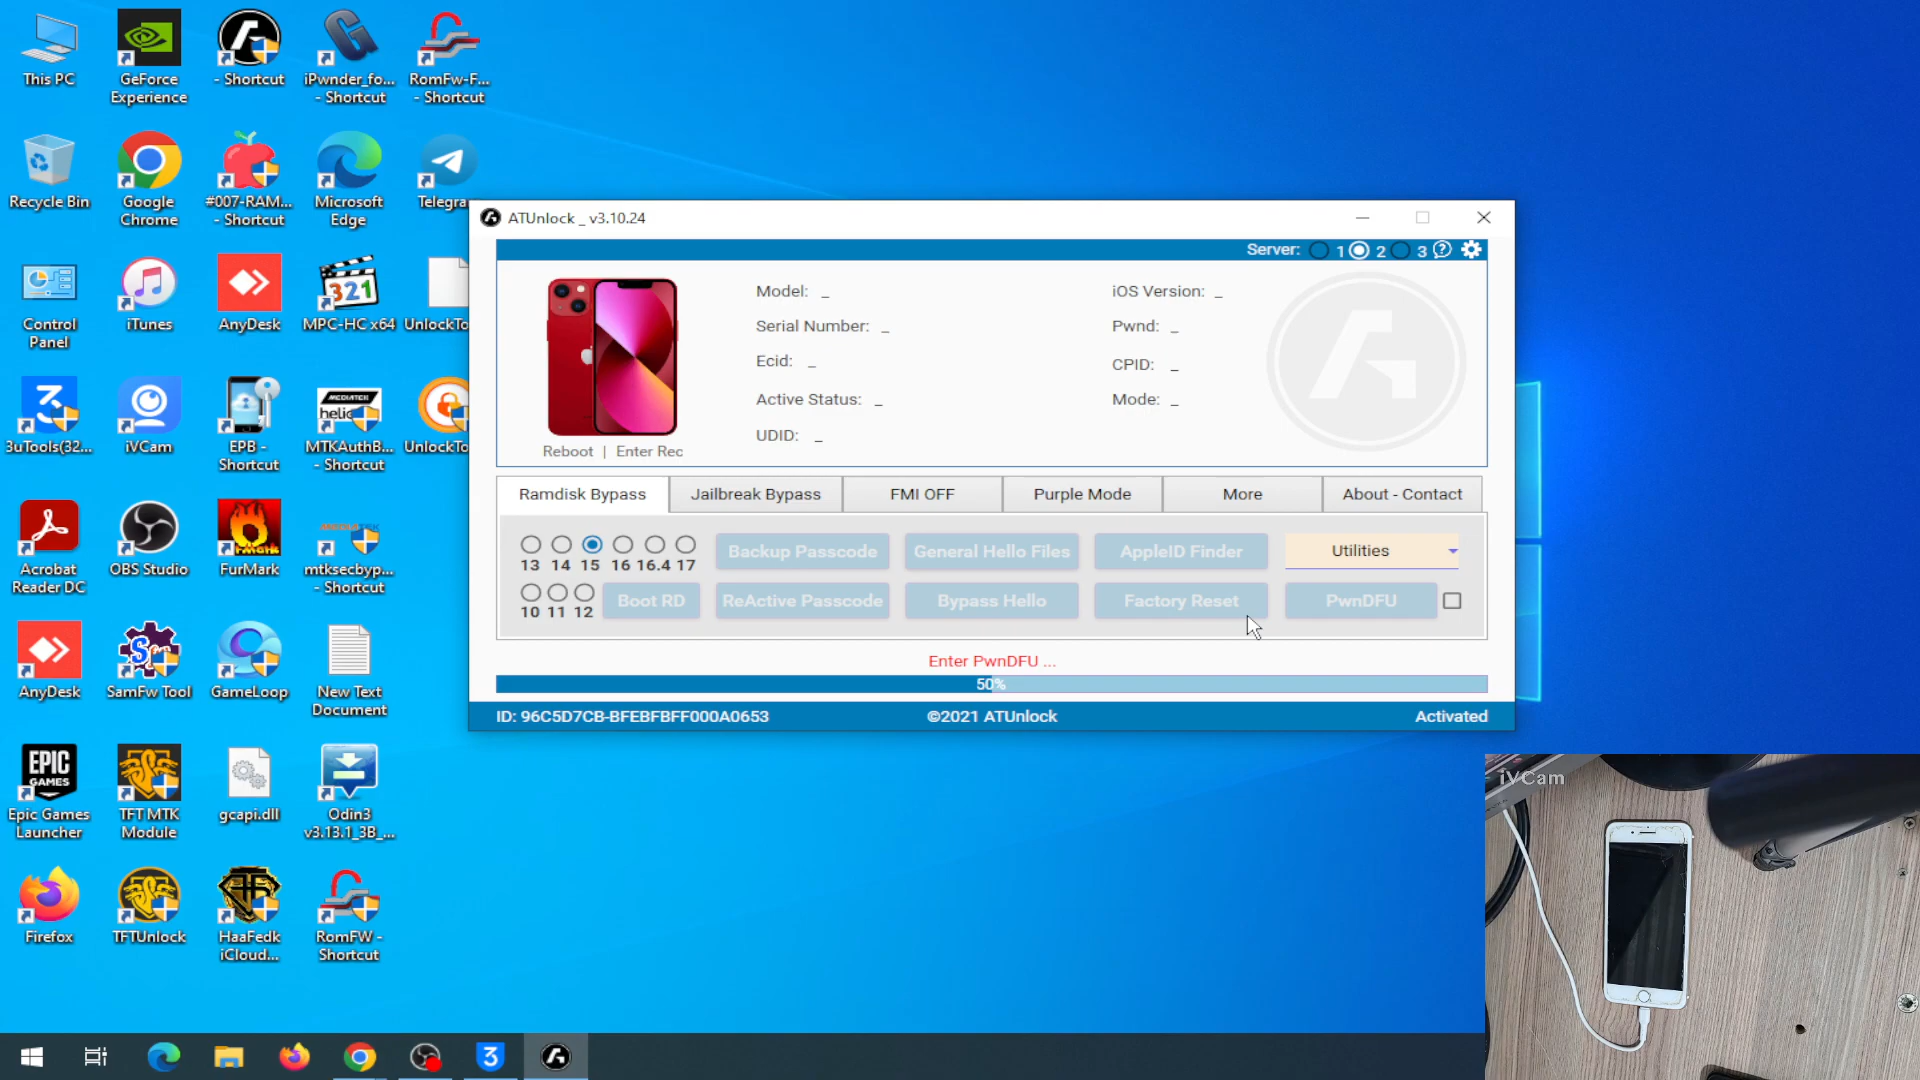 This PC
GeForce
Experience
- Shortcut
iPwnder_fo...
- Shortcut
RomFw-F...
- Shortcut
Recycle Bin
Google
Chrome
#007-RAM...
- Shortcut
Microsoft
Edge
Telegra
Control
Panel
iTunes
AnyDesk
321
MPC-HC x64
UnlockTo
3uTools(32...
iVCam
EPB -
Shortcut
MEDIATEK
helio
MTKAuthB...
- Shortcut
UnlockTo
Acrobat
Reader DC
OBS Studio
FurMark
FurMark
mtksecbyp...
- Shortcut
AnyDesk
SamFw Tool
GameLoop
New Text
Document
EPIC
GAMES
Epic Games
Launcher
TFT MTK
Module
gcapi.dll
Odin3
v3.13.1_3B_...
Firefox
TFTUnlock
HaaFedk
iCloud...
RomFW -
Shortcut
ATUnlock _ v3.10.24
Server: 1 2 3
Model: _
iOS Version: _
Serial Number: _
Pwnd: _
Ecid: _
CPID: _
Active Status: _
Mode: _
UDID: _
Reboot | Enter Rec
Ramdisk Bypass
Jailbreak Bypass
FMI OFF
Purple Mode
More
About - Contact
13 14 15 16 16.4 17
Backup Passcode
General Hello Files
AppleID Finder
Utilities
10 11 12
Boot RD
ReActive Passcode
Bypass Hello
Factory Reset
PwnDFU
Enter PwnDFU ...
50%
ID: 96C5D7CB-BFEBFBFF000A0653
©2021 ATUnlock
Activated
iVCam